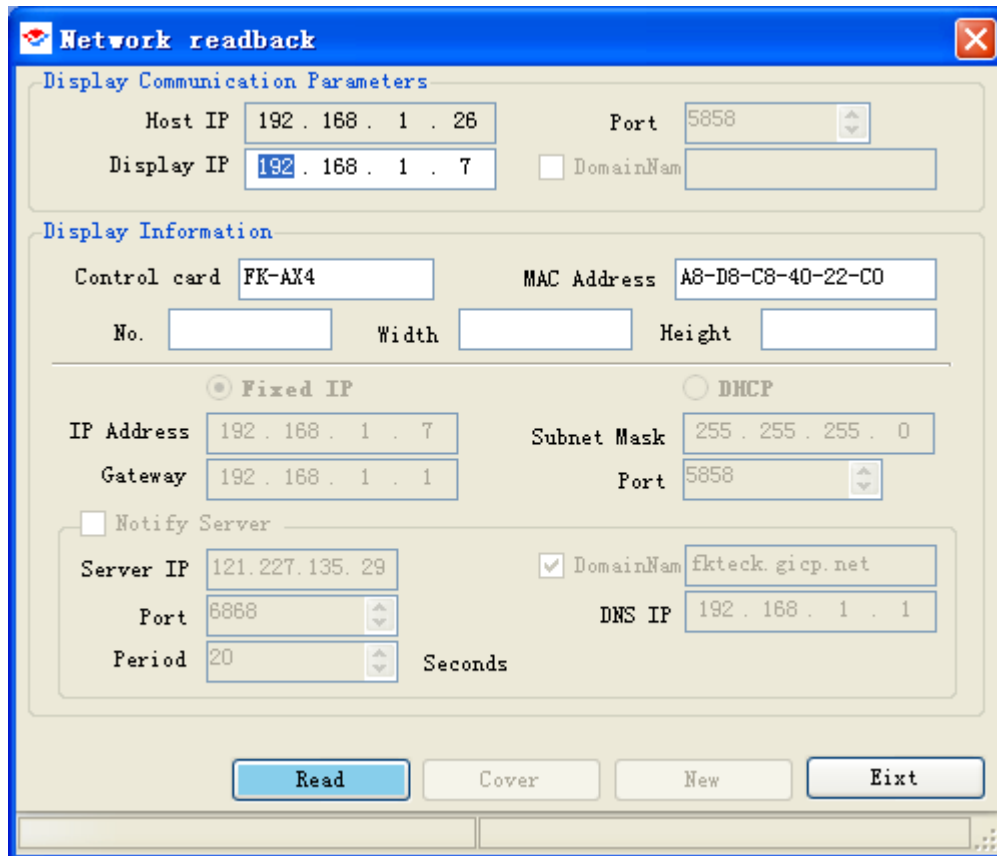 Network readback
Display Communication Parameters
Host IP 192 . 168 . 1 . 26 Port 5858
Display IP 192 . 168 . 1 . 7 DomainNam
Display Information
Control card FK-AX4 MAC Address A8-D8-C8-40-22-C0
No. Width Height
Fixed IP DHCP
IP Address 192 . 168 . 1 . 7 Subnet Mask 255 . 255 . 255 . 0
Gateway 192 . 168 . 1 . 1 Port 5858
Notify Server
Server IP 121.227.135. 29 DomainNam fkteck.gicp.net
Port 6868 DNS IP 192 . 168 . 1 . 1
Period 20 Seconds
Read Cover New Eixt